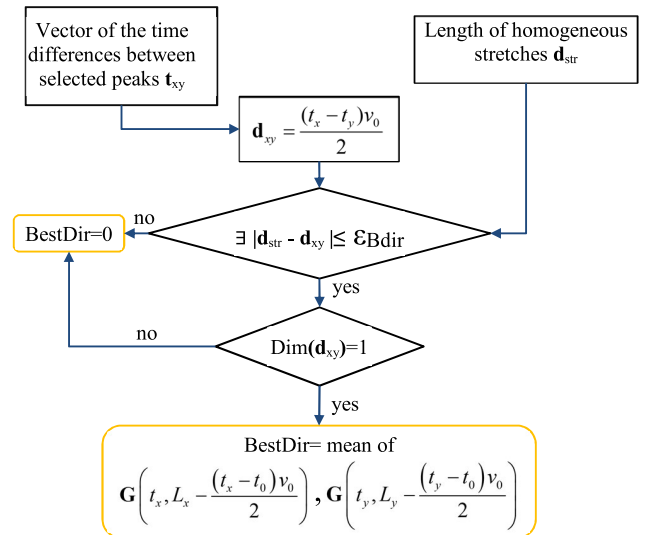 Vector of the time
differences between
selected peaks t_xy
Length of homogeneous
stretches d_str
d_xy = (t_x − t_y)v_0 / 2
no
BestDir=0
∃ |d_str - d_xy |≤ ℇ_Bdir
yes
no
Dim(d_xy)=1
yes
BestDir= mean of
G(t_x, L_x − (t_x − t_0)v_0 / 2) , G(t_y, L_y − (t_y − t_0)v_0 / 2)